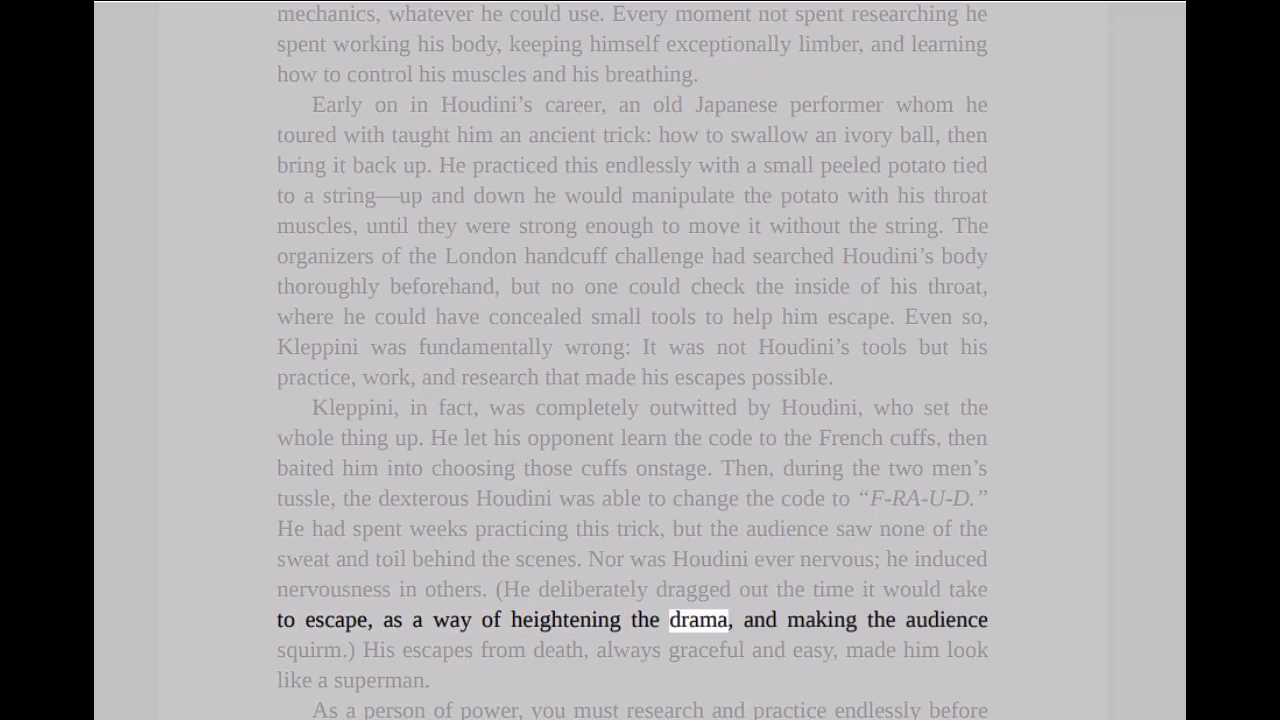 mechanics, whatever he could use. Every moment not spent researching he
spent working his body, keeping himself exceptionally limber, and learning
how to control his muscles and his breathing.
Early on in Houdini’s career, an old Japanese performer whom he
toured with taught him an ancient trick: how to swallow an ivory ball, then
bring it back up. He practiced this endlessly with a small peeled potato tied
to a string—up and down he would manipulate the potato with his throat
muscles, until they were strong enough to move it without the string. The
organizers of the London handcuff challenge had searched Houdini’s body
thoroughly beforehand, but no one could check the inside of his throat,
where he could have concealed small tools to help him escape. Even so,
Kleppini was fundamentally wrong: It was not Houdini’s tools but his
practice, work, and research that made his escapes possible.
Kleppini, in fact, was completely outwitted by Houdini, who set the
whole thing up. He let his opponent learn the code to the French cuffs, then
baited him into choosing those cuffs onstage. Then, during the two men’s
tussle, the dexterous Houdini was able to change the code to “F-RA-U-D.”
He had spent weeks practicing this trick, but the audience saw none of the
sweat and toil behind the scenes. Nor was Houdini ever nervous; he induced
nervousness in others. (He deliberately dragged out the time it would take
to escape, as a way of heightening the drama, and making the audience
squirm.) His escapes from death, always graceful and easy, made him look
like a superman.
As a person of power, you must research and practice endlessly before